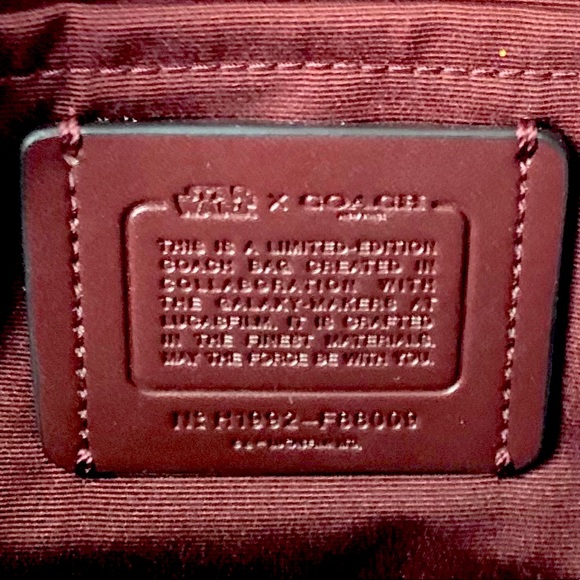 STAR WARS X COACH
THIS IS A LIMITED-EDITION
COACH BAG CREATED IN
COLLABORATION WITH
THE GALAXY-MAKERS AT
LUCASFILM. IT IS CRAFTED
IN THE FINEST MATERIALS.
MAY THE FORCE BE WITH YOU.
Nº H1992-F88009